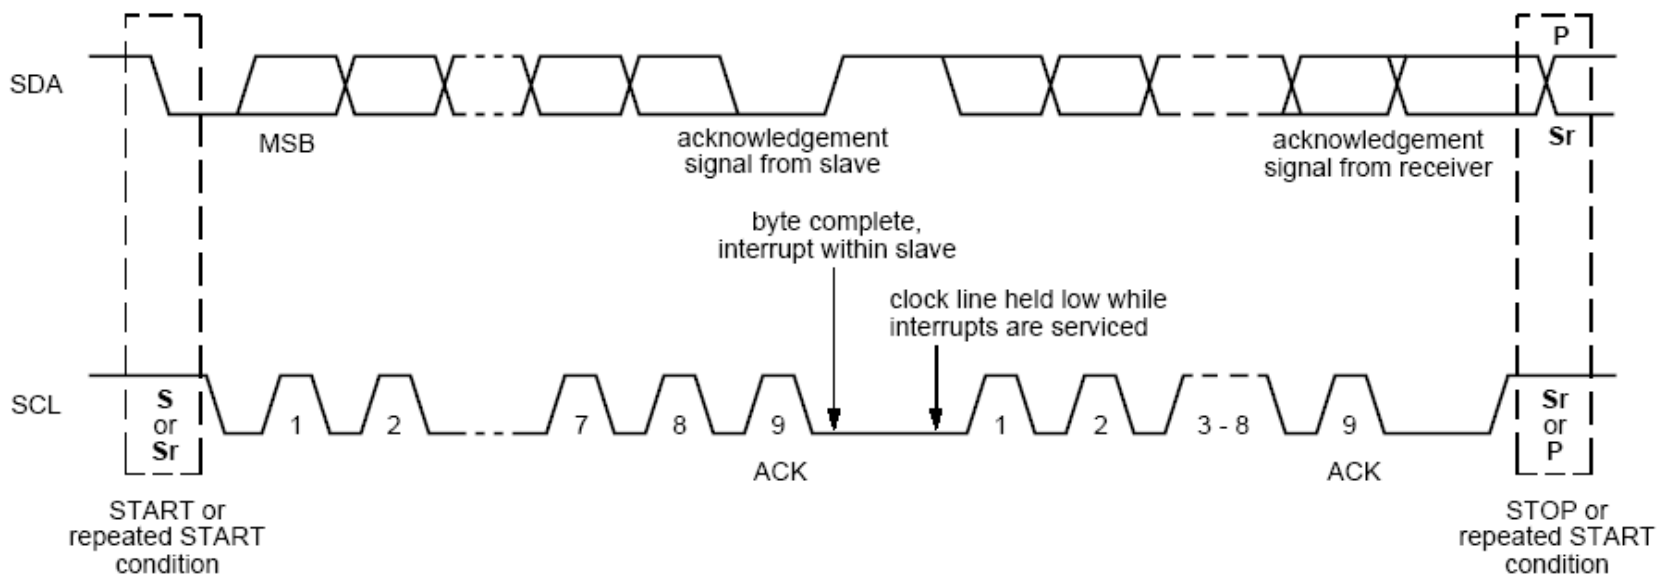 P
SDA
MSB
acknowledgement
signal from slave
acknowledgement
signal from receiver
Sr
byte complete,
interrupt within slave
clock line held low while
interrupts are serviced
SCL
S
or
Sr
1
2
7
8
9
1
2
3 - 8
9
Sr
or
P
ACK
ACK
START or
repeated START
condition
STOP or
repeated START
condition